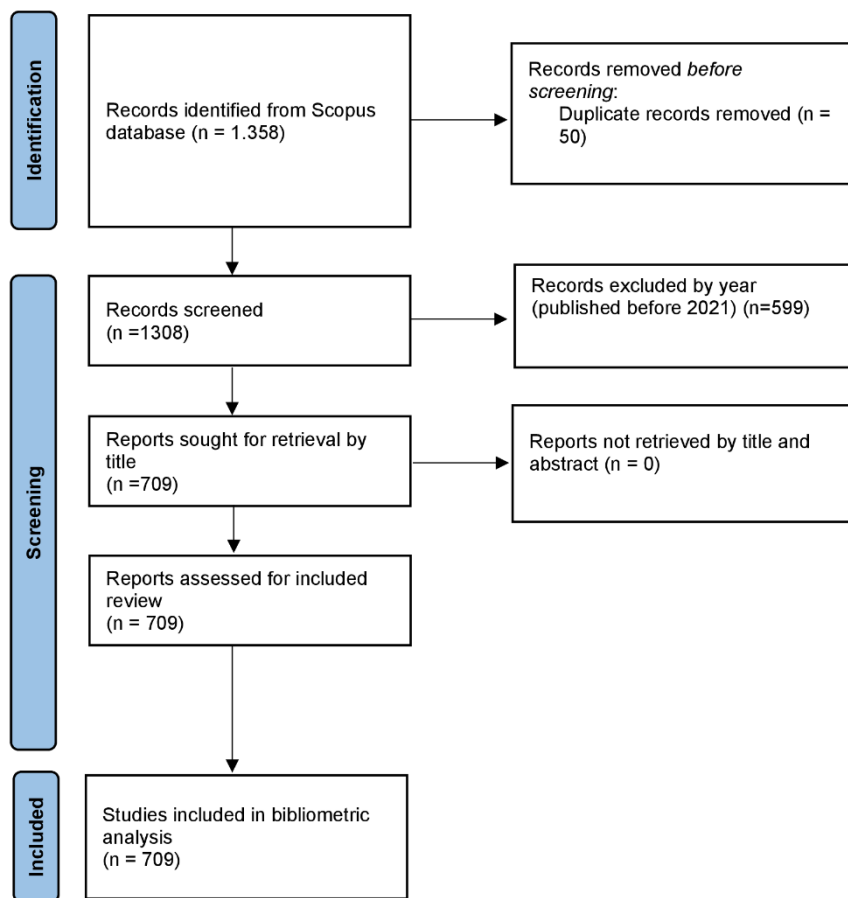 Identification
Records identified from Scopus
database (n = 1.358)
Records removed before
screening:
Duplicate records removed (n =
50)
Screening
Records screened
(n =1308)
Records excluded by year
(published before 2021) (n=599)
Reports sought for retrieval by
title
(n =709)
Reports not retrieved by title and
abstract (n = 0)
Reports assessed for included
review
(n = 709)
Included
Studies included in bibliometric
analysis
(n = 709)